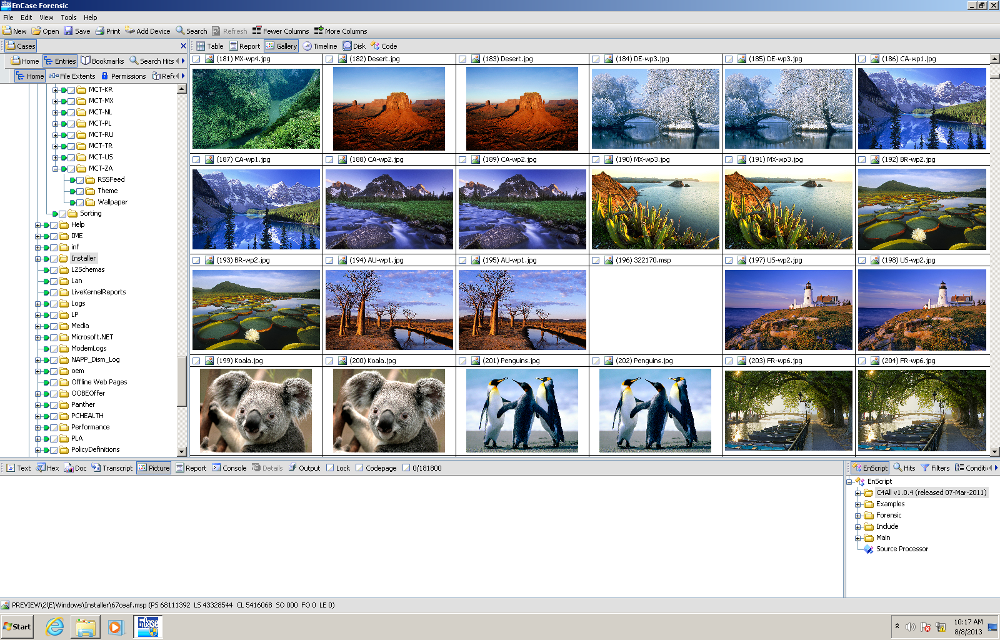 EnCase Forensic
File Edit View Tools Help
New Open Save Print Add Device Search Refresh Fewer Columns More Columns
Cases
Table Report Gallery Timeline Disk Code
Home Entries Bookmarks Search Hits
Home File Extents Permissions Refe
MCT-KR
MCT-MX
MCT-NL
MCT-PL
MCT-RU
MCT-TR
MCT-US
MCT-ZA
RSSFeed
Theme
Wallpaper
Sorting
Help
IME
inf
Installer
L2Schemas
Lan
LiveKernelReports
Logs
LP
Media
Microsoft.NET
ModemLogs
NAPP_Dism_Log
oem
Offline Web Pages
OOBEOffer
Panther
PCHEALTH
Performance
PLA
PolicyDefinitions
(181) MX-wp4.jpg (182) Desert.jpg (183) Desert.jpg (184) DE-wp3.jpg (185) DE-wp3.jpg (186) CA-wp1.jpg
(187) CA-wp1.jpg (188) CA-wp2.jpg (189) CA-wp2.jpg (190) MX-wp3.jpg (191) MX-wp3.jpg (192) BR-wp2.jpg
(193) BR-wp2.jpg (194) AU-wp1.jpg (195) AU-wp1.jpg (196) 322170.msp (197) US-wp2.jpg (198) US-wp2.jpg
(199) Koala.jpg (200) Koala.jpg (201) Penguins.jpg (202) Penguins.jpg (203) FR-wp6.jpg (204) FR-wp6.jpg
Text Hex Doc Transcript Picture Report Console Details Output Lock Codepage 0/181800
EnScript Hits Filters Conditi
EnScript
C4All v1.0.4 (released 07-Mar-2011)
Examples
Forensic
Include
Main
Source Processor
PREVIEW\2\E\Windows\Installer\67ceaf.msp (PS 68111392 LS 43328544 CL 5416068 SO 000 FO 0 LE 0)
Start
EnCase
10:17 AM
8/8/2013